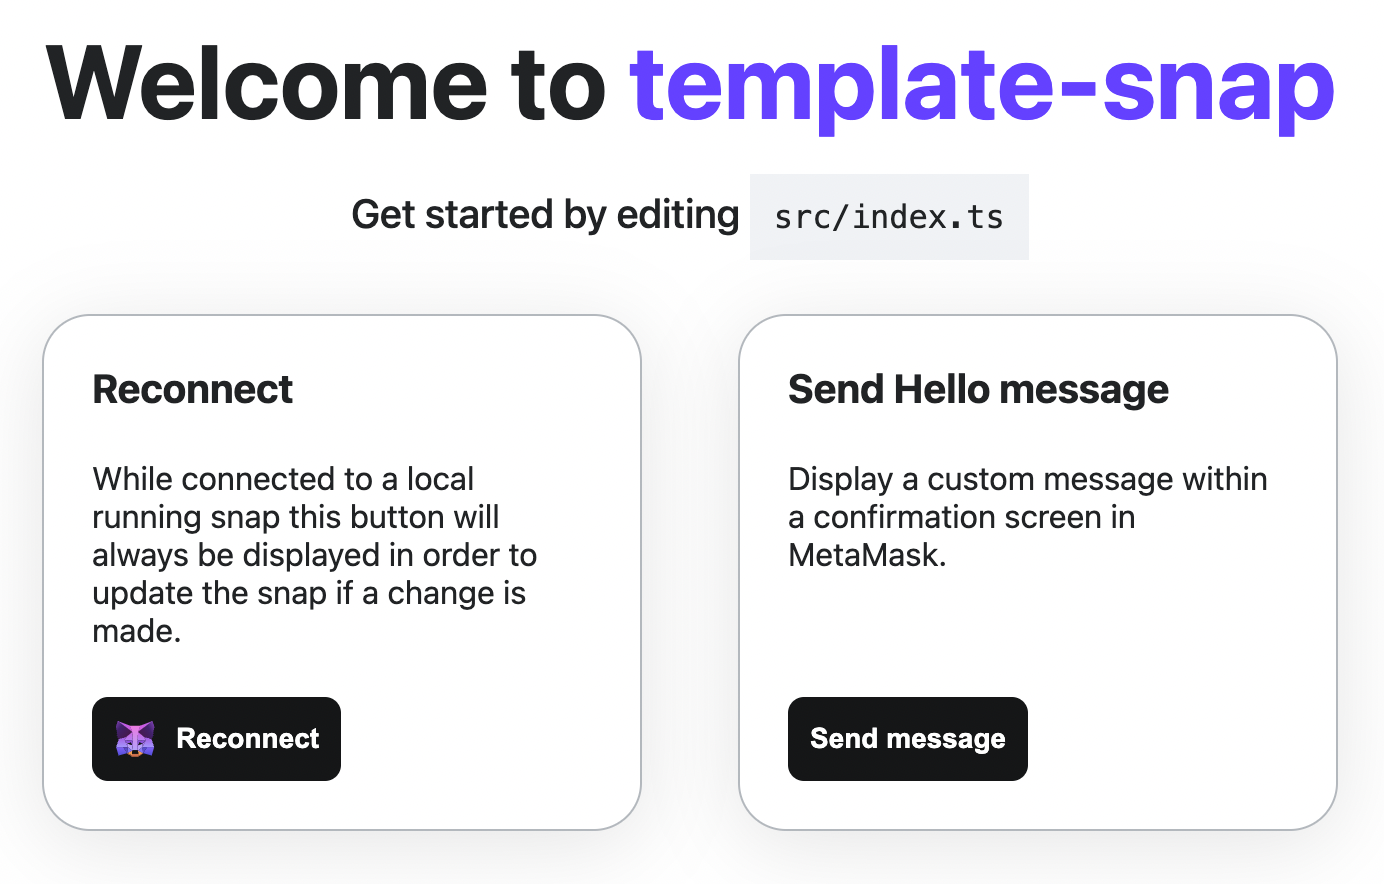 Welcome to template-snap
Get started by editing src/index.ts
Reconnect
While connected to a local
running snap this button will
always be displayed in order to
update the snap if a change is
made.
Reconnect
Send Hello message
Display a custom message within
a confirmation screen in
MetaMask.
Send message